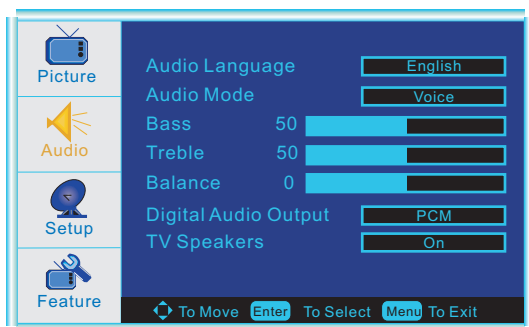 Picture
Audio
Setup
Feature
Audio Language English
Audio Mode Voice
Bass 50
Treble 50
Balance 0
Digital Audio Output PCM
TV Speakers On
To Move Enter To Select Menu To Exit